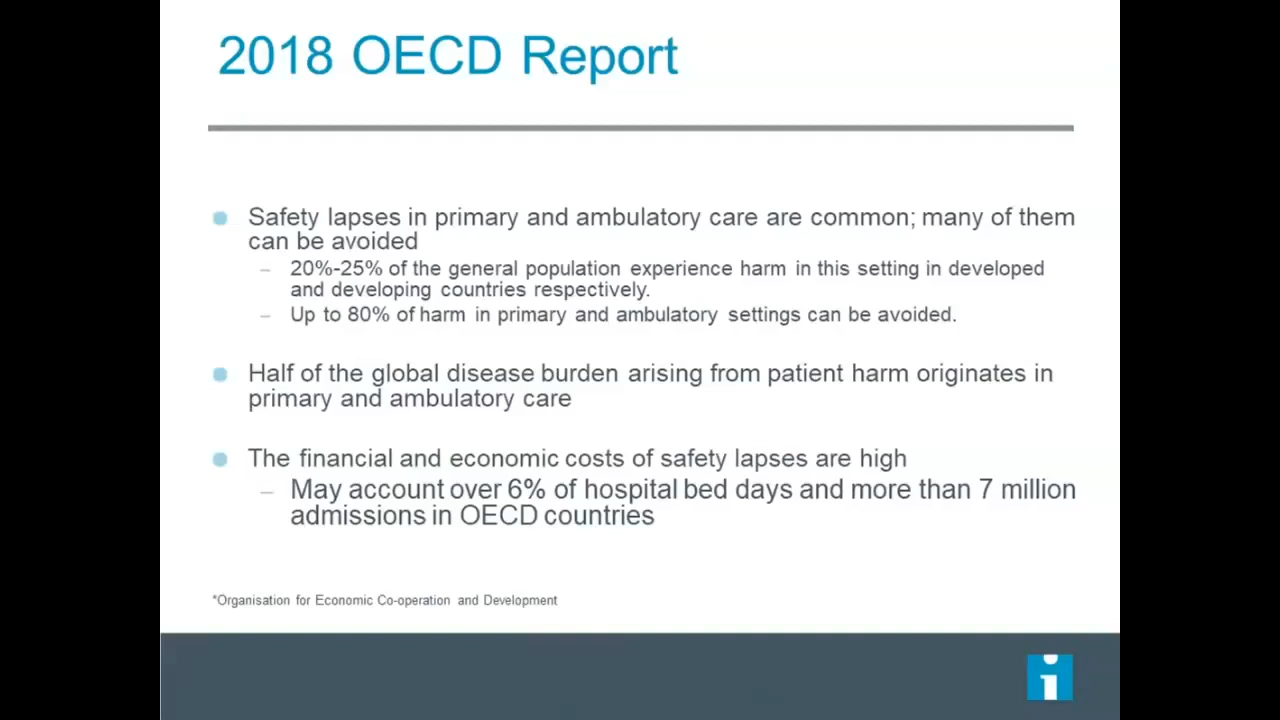 2018 OECD Report
Safety lapses in primary and ambulatory care are common; many of them
can be avoided
– 20%-25% of the general population experience harm in this setting in developed
and developing countries respectively.
– Up to 80% of harm in primary and ambulatory settings can be avoided.
Half of the global disease burden arising from patient harm originates in
primary and ambulatory care
The financial and economic costs of safety lapses are high
– May account over 6% of hospital bed days and more than 7 million
admissions in OECD countries
*Organisation for Economic Co-operation and Development
i